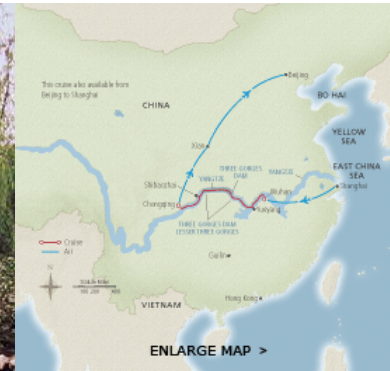 Beijing
This cruise also available from
Beijing to Shanghai
BO HAI
CHINA
YELLOW
SEA
Xian
EAST CHINA
SEA
THREE GORGES
DAM
YANGTZE
Shibaozhai
YANGTZE
Wuhan
Shanghai
Chongqing
Yueyang
THREE GORGES DAM
LESSER THREE GORGES
Guilin
Cruise
Air
N
Hong Kong
VIETNAM
ENLARGE MAP >